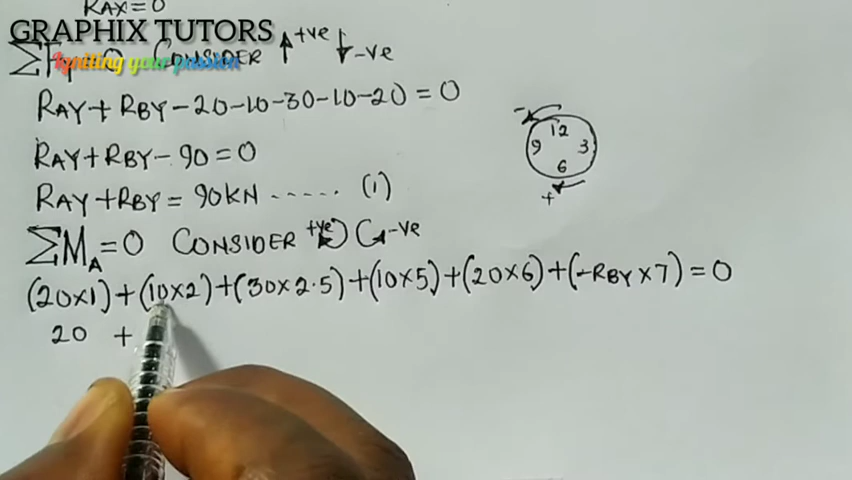 RAX = 0
GRAPHIX TUTORS
Igniting your passion
ΣFy = 0 CONSIDER ↑+ve ↓-ve
RAY + RBY - 20 - 10 - 30 - 10 - 20 = 0
RAY + RBY - 90 = 0
RAY + RBY = 90KN ...... (1)
- 12 9 3 6 +
ΣMA = 0 CONSIDER +ve -ve
(20×1) + (10×2) + (30×2.5) + (10×5) + (20×6) + (-RBY×7) = 0
20 +